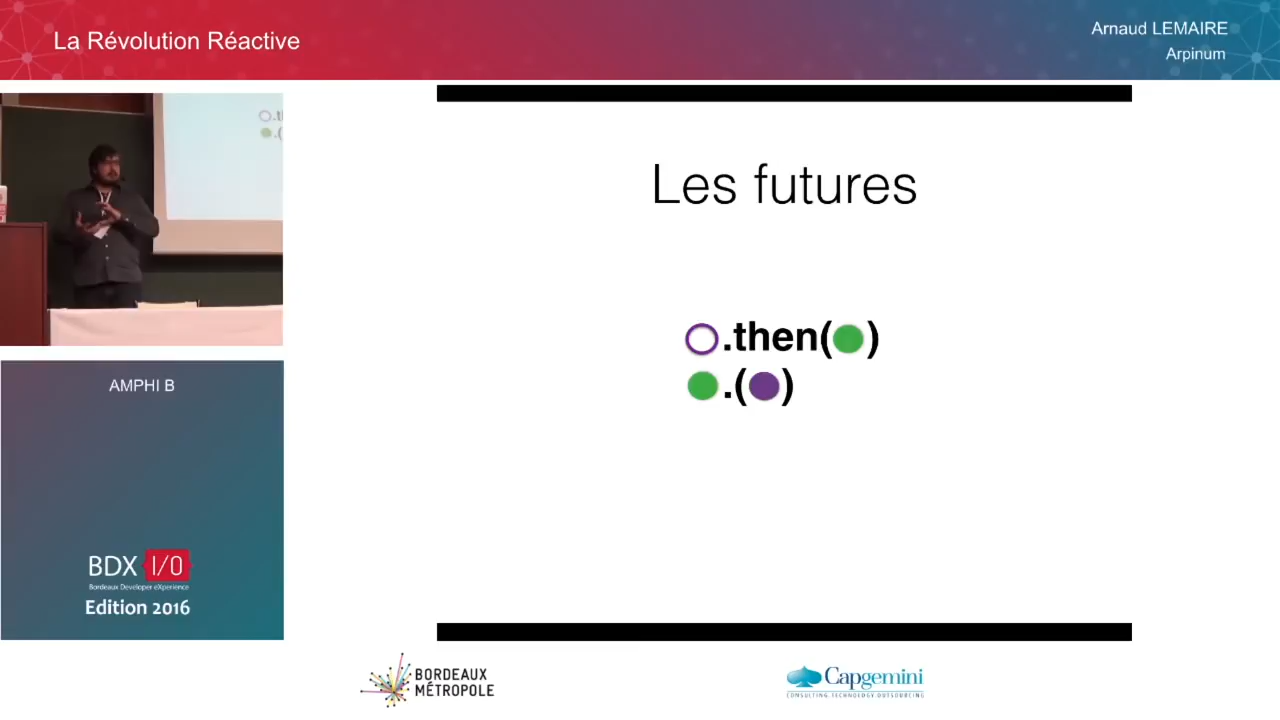 La Révolution Réactive
Arnaud LEMAIRE
Arpinum
Les futures
.then( )
.( )
AMPHI B
BDX I/O
Bordeaux Developer eXperience
Edition 2016
BORDEAUX
MÉTROPOLE
Capgemini
CONSULTING.TECHNOLOGY.OUTSOURCING